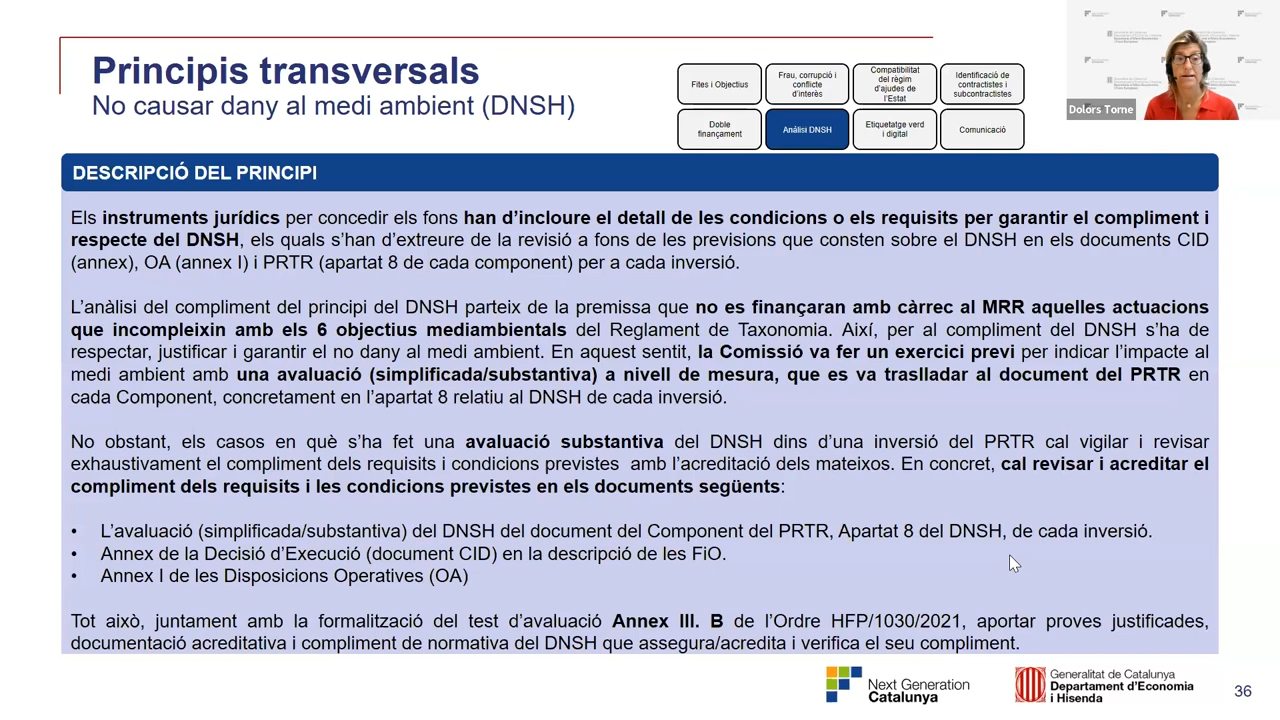 Principis transversals
No causar dany al medi ambient (DNSH)
Fites i Objectius
Frau, corrupció i
conflicte
d'interès
Compatibilitat
del règim
d'ajudes de
l'Estat
Identificació de
contractistes i
subcontractistes
Doble
finançament
Anàlisi DNSH
Etiquetatge verd
i digital
Comunicació
Dolors Torne
DESCRIPCIÓ DEL PRINCIPI
Els instruments jurídics per concedir els fons han d'incloure el detall de les condicions o els requisits per garantir el compliment i
respecte del DNSH, els quals s'han d'extreure de la revisió a fons de les previsions que consten sobre el DNSH en els documents CID
(annex), OA (annex I) i PRTR (apartat 8 de cada component) per a cada inversió.
L'anàlisi del compliment del principi del DNSH parteix de la premissa que no es finançaran amb càrrec al MRR aquelles actuacions
que incompleixin amb els 6 objectius mediambientals del Reglament de Taxonomia. Així, per al compliment del DNSH s'ha de
respectar, justificar i garantir el no dany al medi ambient. En aquest sentit, la Comissió va fer un exercici previ per indicar l'impacte al
medi ambient amb una avaluació (simplificada/substantiva) a nivell de mesura, que es va traslladar al document del PRTR en
cada Component, concretament en l'apartat 8 relatiu al DNSH de cada inversió.
No obstant, els casos en què s'ha fet una avaluació substantiva del DNSH dins d'una inversió del PRTR cal vigilar i revisar
exhaustivament el compliment dels requisits i condicions previstes amb l'acreditació dels mateixos. En concret, cal revisar i acreditar el
compliment dels requisits i les condicions previstes en els documents següents:
• L'avaluació (simplificada/substantiva) del DNSH del document del Component del PRTR, Apartat 8 del DNSH, de cada inversió.
• Annex de la Decisió d'Execució (document CID) en la descripció de les FiO.
• Annex I de les Disposicions Operatives (OA)
Tot això, juntament amb la formalització del test d'avaluació Annex III. B de l'Ordre HFP/1030/2021, aportar proves justificades,
documentació acreditativa i compliment de normativa del DNSH que assegura/acredita i verifica el seu compliment.
Next Generation
Catalunya
Generalitat de Catalunya
Departament d'Economia
i Hisenda
36